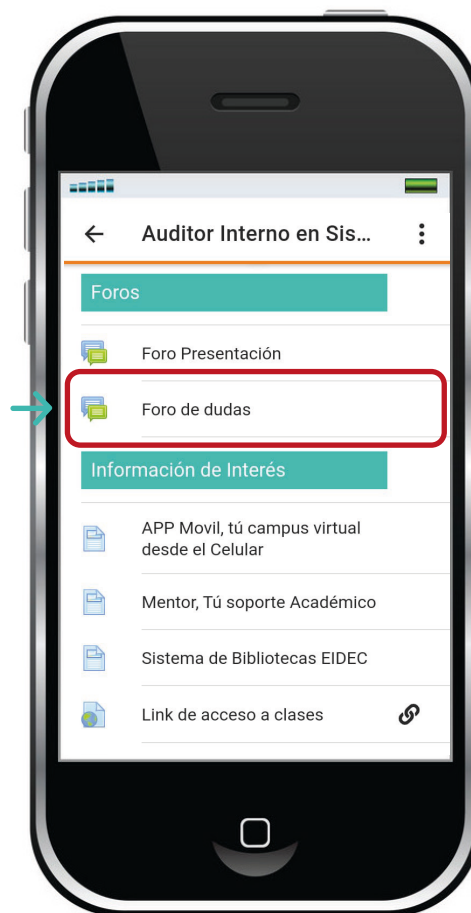 Auditor Interno en Sis...
Foros
Foro Presentación
Foro de dudas
Información de Interés
APP Movil, tú campus virtual
desde el Celular
Mentor, Tú soporte Académico
Sistema de Bibliotecas EIDEC
Link de acceso a clases